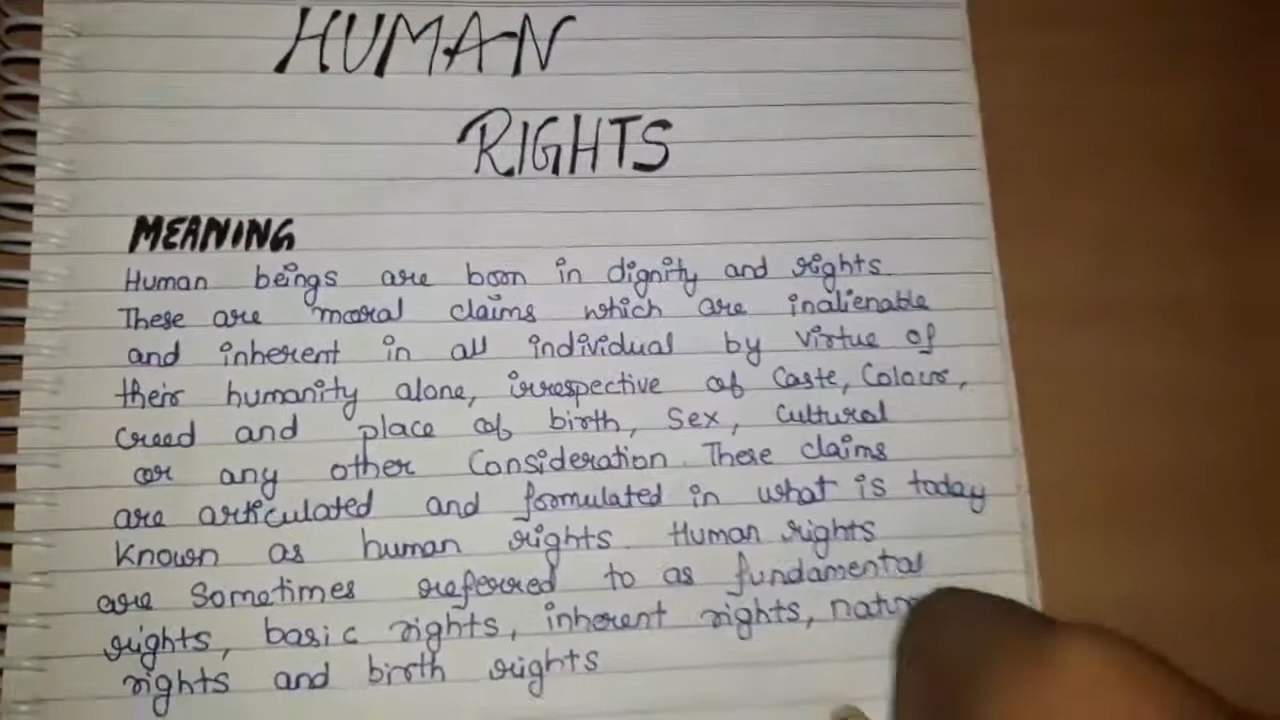 HUMAN
RIGHTS
MEANING
Human beings are born in dignity and rights
These are moral claims which are inalienable
and inherent in all individual by virtue of
their humanity alone, irrespective of Caste, Colour,
Creed and place of birth, Sex, Cultural
or any other Consideration. These claims
are articulated and formulated in what is today
known as human rights. Human rights
are Sometimes referred to as fundamental
rights, basic rights, inherent rights,
rights and birth rights